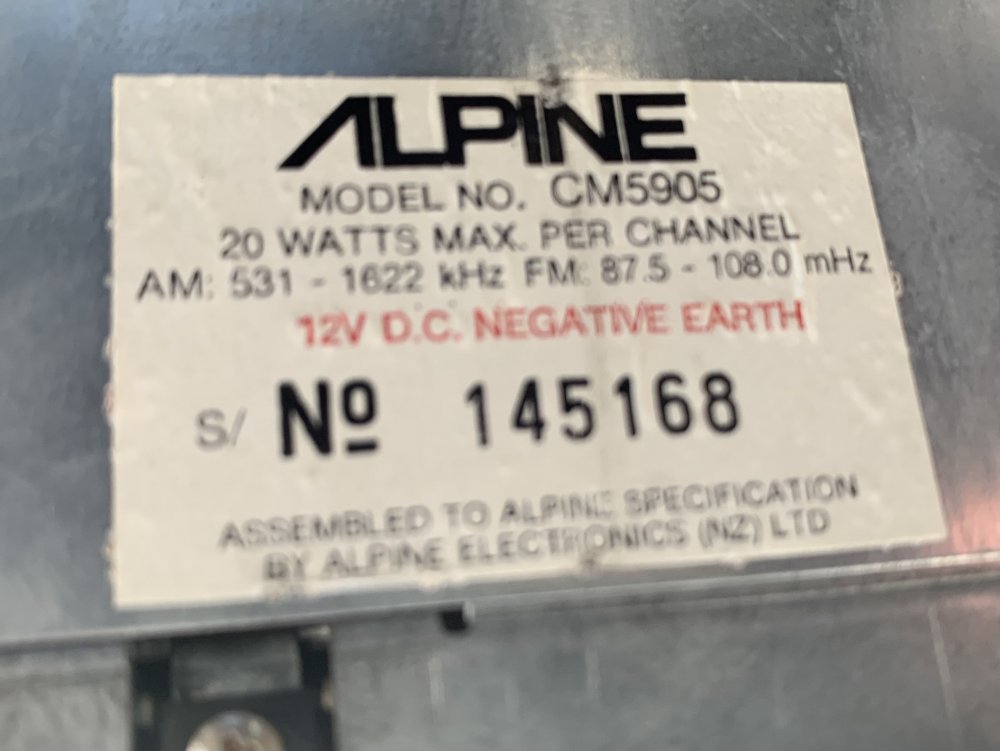 ALPINE
MODEL NO. CM5905
20 WATTS MAX. PER CHANNEL
AM: 531 - 1622 kHz FM: 87.5 - 108.0 mHz
12V D.C. NEGATIVE EARTH
S/ Nº 145168
ASSEMBLED TO ALPINE SPECIFICATION
BY ALPINE ELECTRONICS (NZ) LTD